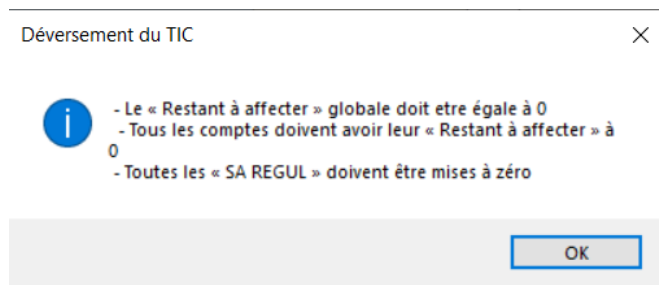 Déversement du TIC
- Le « Restant à affecter » globale doit etre égale à 0
- Tous les comptes doivent avoir leur « Restant à affecter » à
0
- Toutes les « SA REGUL » doivent être mises à zéro
OK